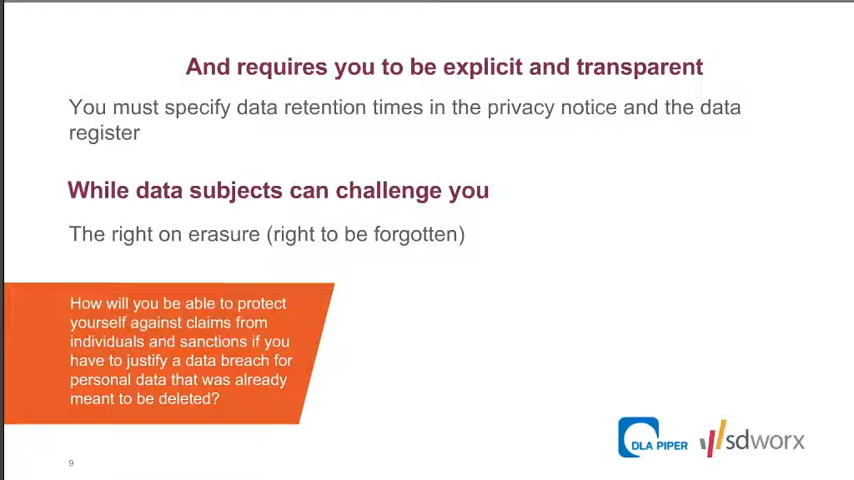 And requires you to be explicit and transparent
You must specify data retention times in the privacy notice and the data
register
While data subjects can challenge you
The right on erasure (right to be forgotten)
How will you be able to protect
yourself against claims from
individuals and sanctions if you
have to justify a data breach for
personal data that was already
meant to be deleted?
DLA PIPER
sdworx
9